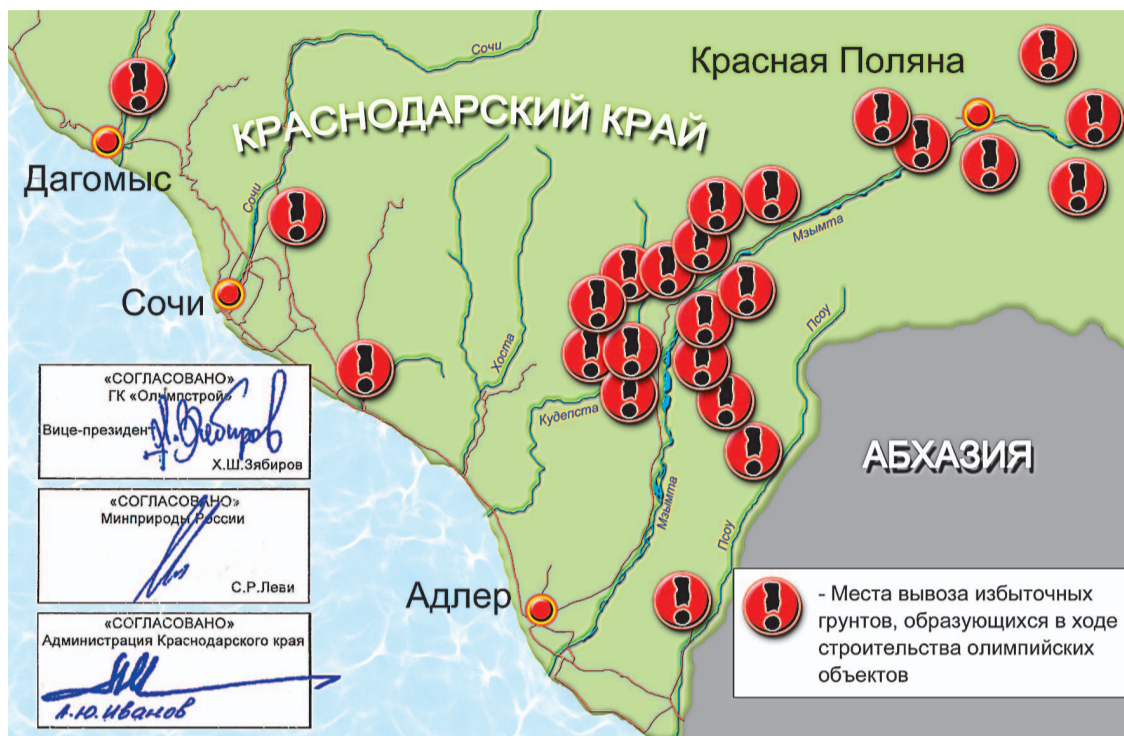 Сочи
Красная Поляна
КРАСНОДАРСКИЙ КРАЙ
Дагомыс
Сочи
Мзымта
Сочи
Псоу
Хоста
«СОГЛАСОВАНО»
ГК «Олимпстрой»
Вице-президент
Х.Ш.Зябиров
Кудепста
АБХАЗИЯ
«СОГЛАСОВАНО»
Минприроды России
С.Р.Леви
Мзымта
Псоу
Адлер
«СОГЛАСОВАНО»
Администрация Краснодарского края
А.Ю.Иванов
- Места вывоза избыточных
грунтов, образующихся в ходе
строительства олимпийских
объектов